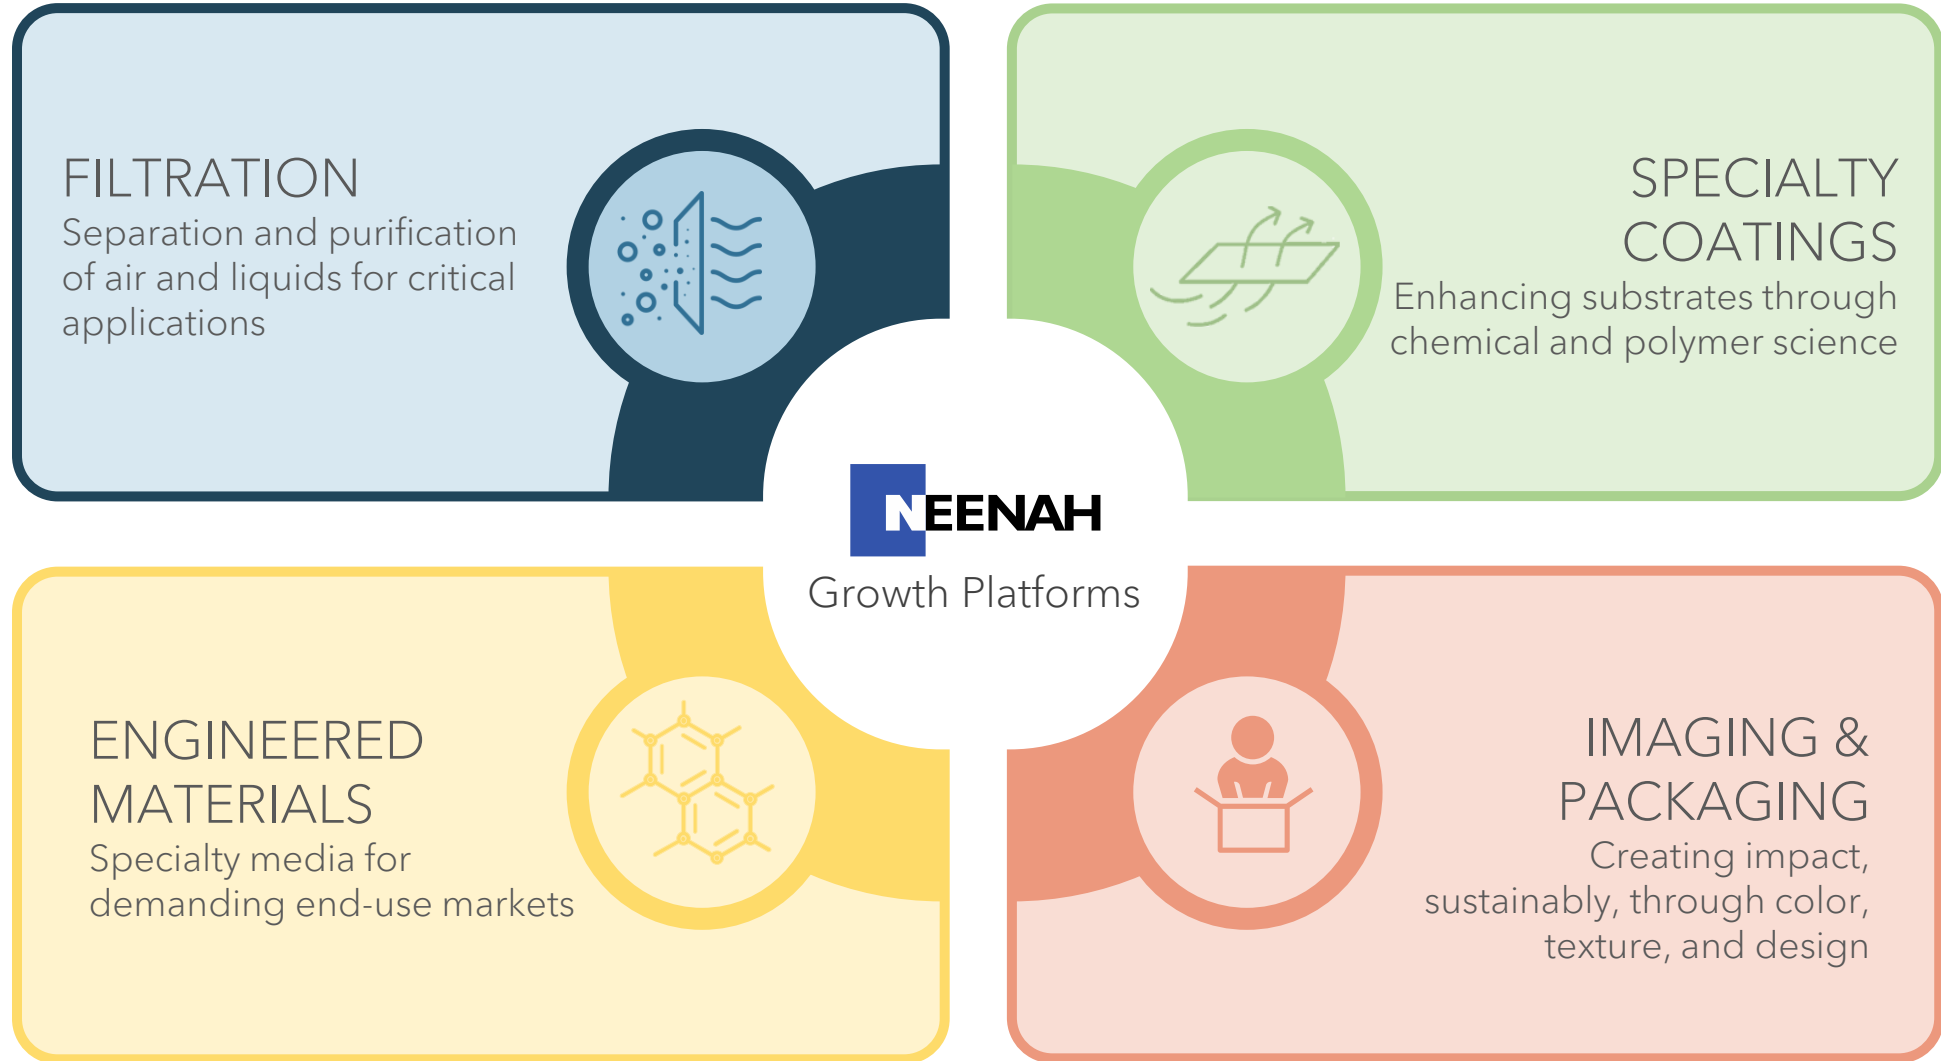 FILTRATION
Separation and purification
of air and liquids for critical
applications
SPECIALTY
COATINGS
Enhancing substrates through
chemical and polymer science
NEENAH
Growth Platforms
ENGINEERED
MATERIALS
Specialty media for
demanding end-use markets
IMAGING &
PACKAGING
Creating impact,
sustainably, through color,
texture, and design